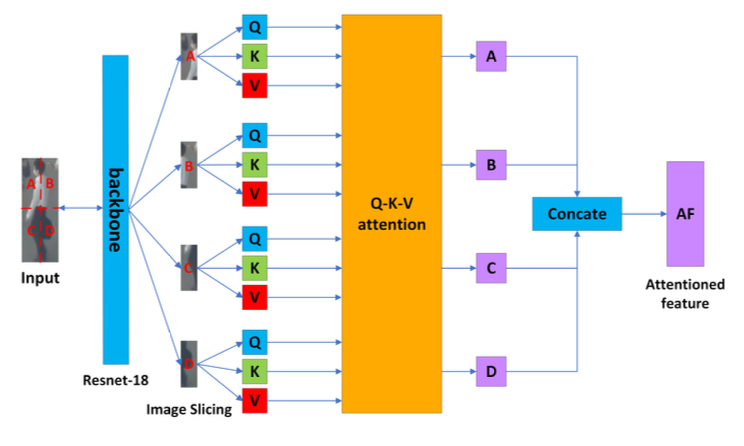 A B
C D
Input
backbone
Resnet-18
A
B
C
D
Image Slicing
Q
K
V
Q
K
V
Q
K
V
Q
K
V
Q-K-V
attention
A
B
C
D
Concate
AF
Attentioned
feature